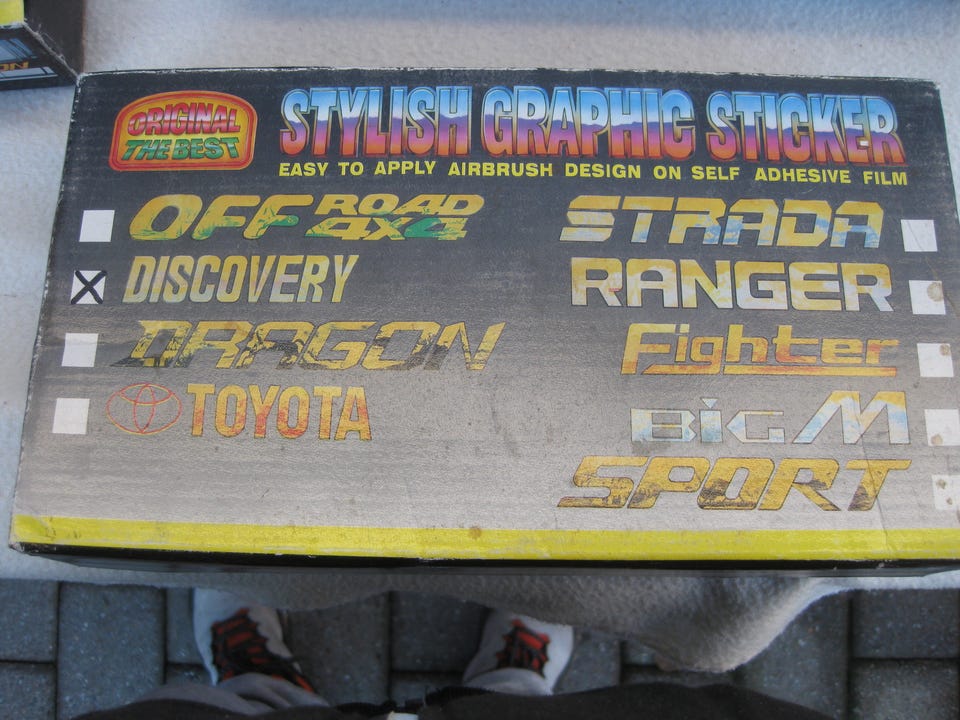 ORIGINAL
THE BEST
STYLISH GRAPHIC STICKER
EASY TO APPLY AIRBRUSH DESIGN ON SELF ADHESIVE FILM
OFF ROAD 4x4
DISCOVERY
DRAGON
TOYOTA
STRADA
RANGER
Fighter
BiG M
SPORT